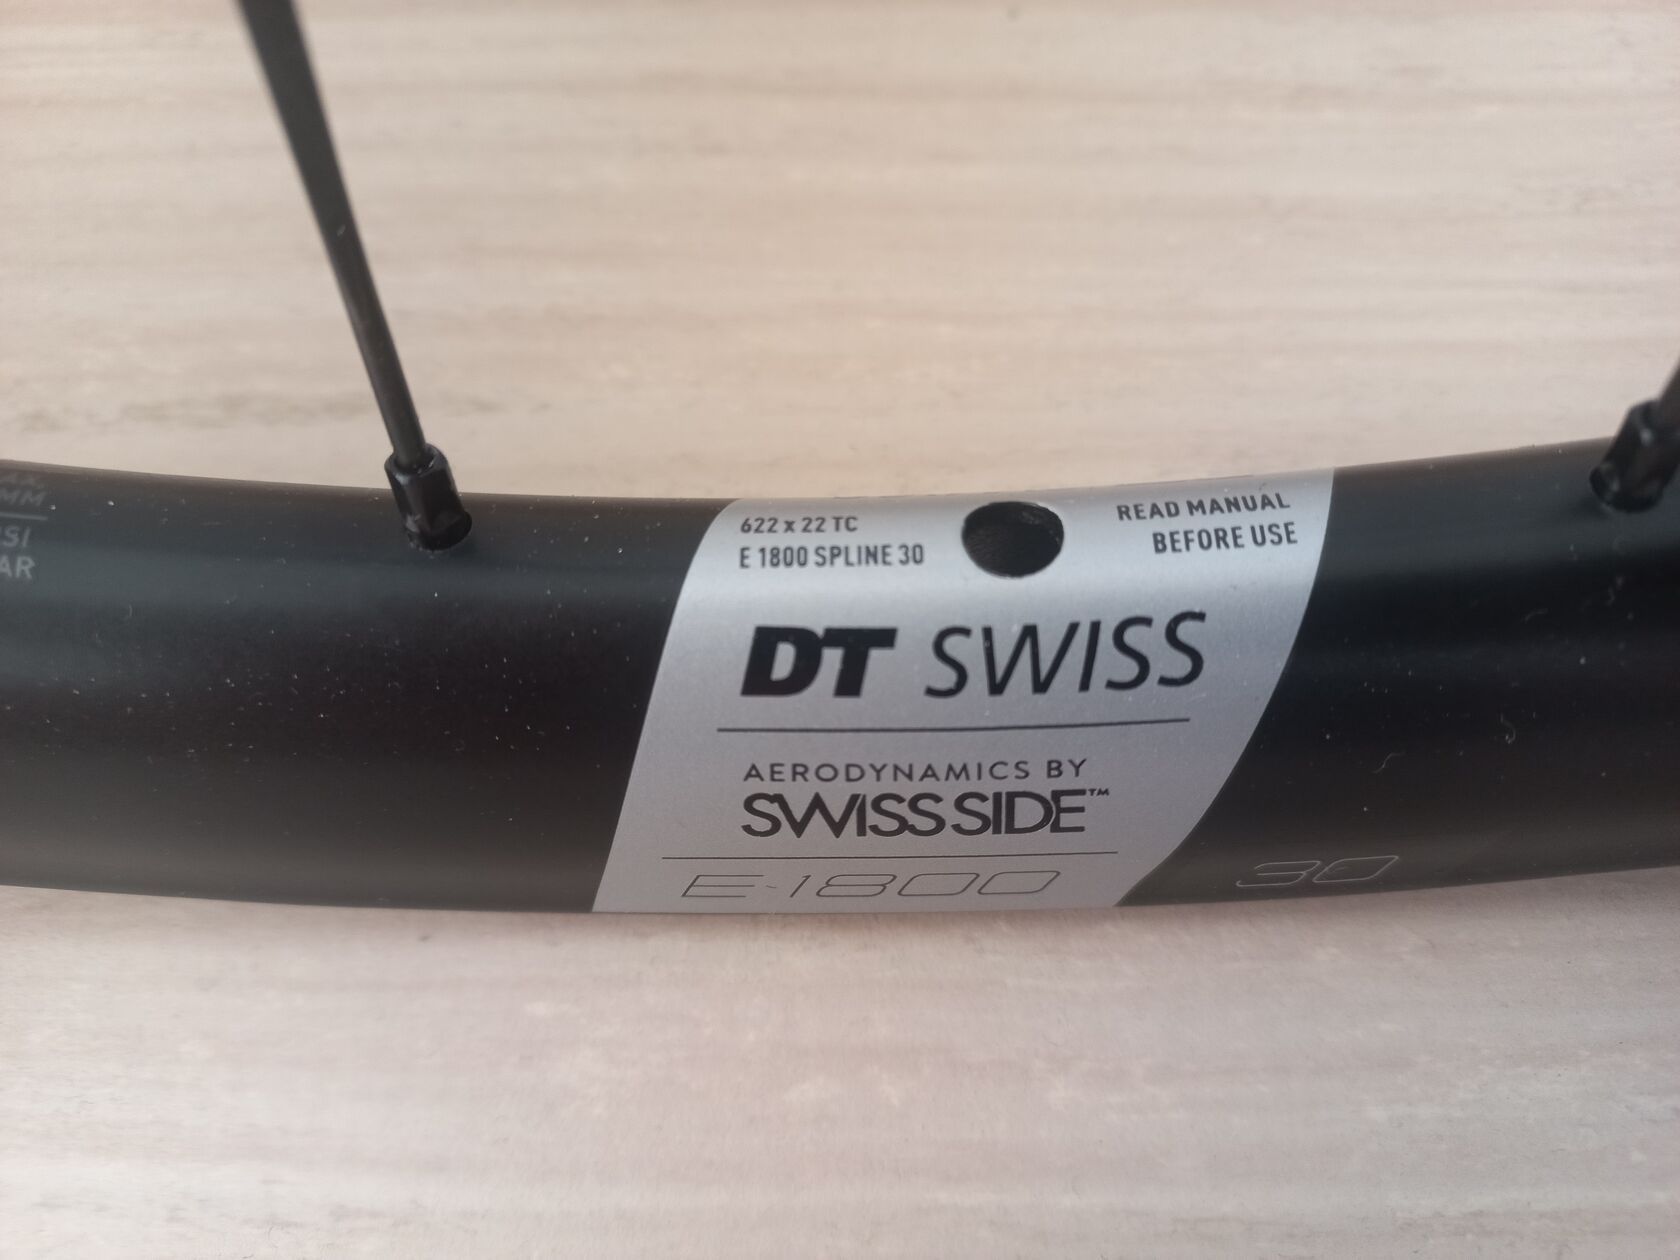 622 x 22 TC
E 1800 SPLINE 30
READ MANUAL
BEFORE USE
DT SWISS
AERODYNAMICS BY
SWISS SIDE™
E-1800
30